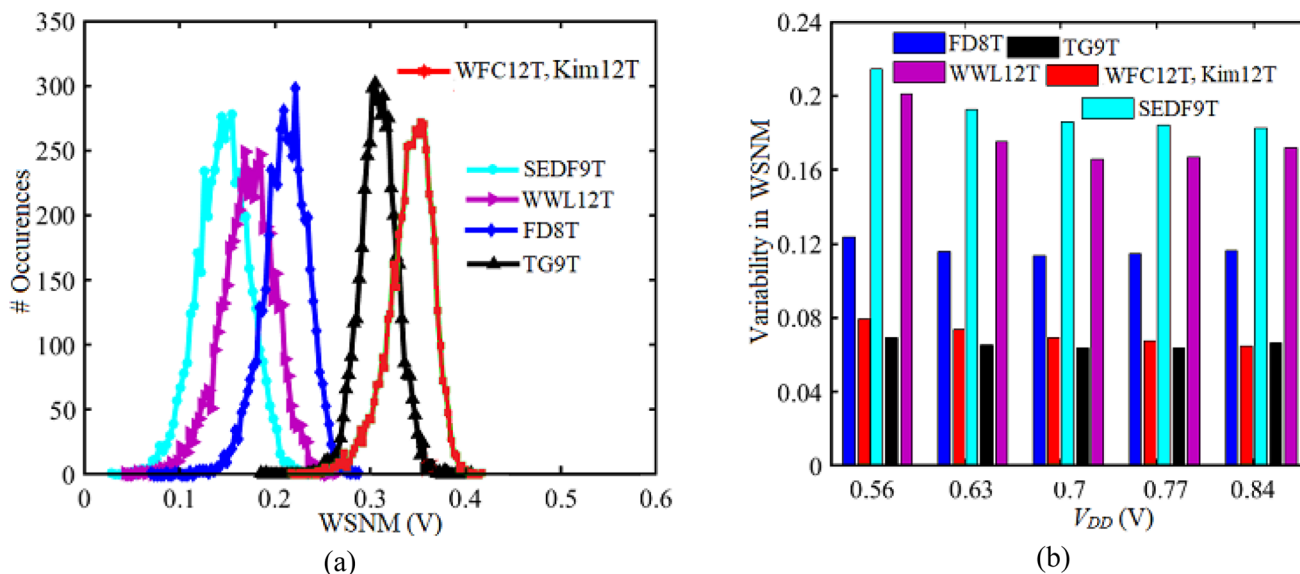 350
300
250
200
150
100
50
0
# Occurences
0
0.1
0.2
0.3
0.4
0.5
0.6
WSNM (V)
WFC12T, Kim12T
SEDF9T
WWL12T
FD8T
TG9T
(a)
0.24
0.2
0.16
0.12
0.08
0.04
0
Variability in WSNM
FD8T
TG9T
WWL12T
WFC12T, Kim12T
SEDF9T
0.56
0.63
0.7
0.77
0.84
VDD (V)
(b)